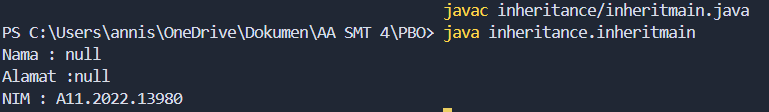 javac inheritance/inheritmain.java
PS C:\Users\annis\OneDrive\Dokumen\AA SMT 4\PBO> java inheritance.inheritmain
Nama : null
Alamat :null
NIM : A11.2022.13980